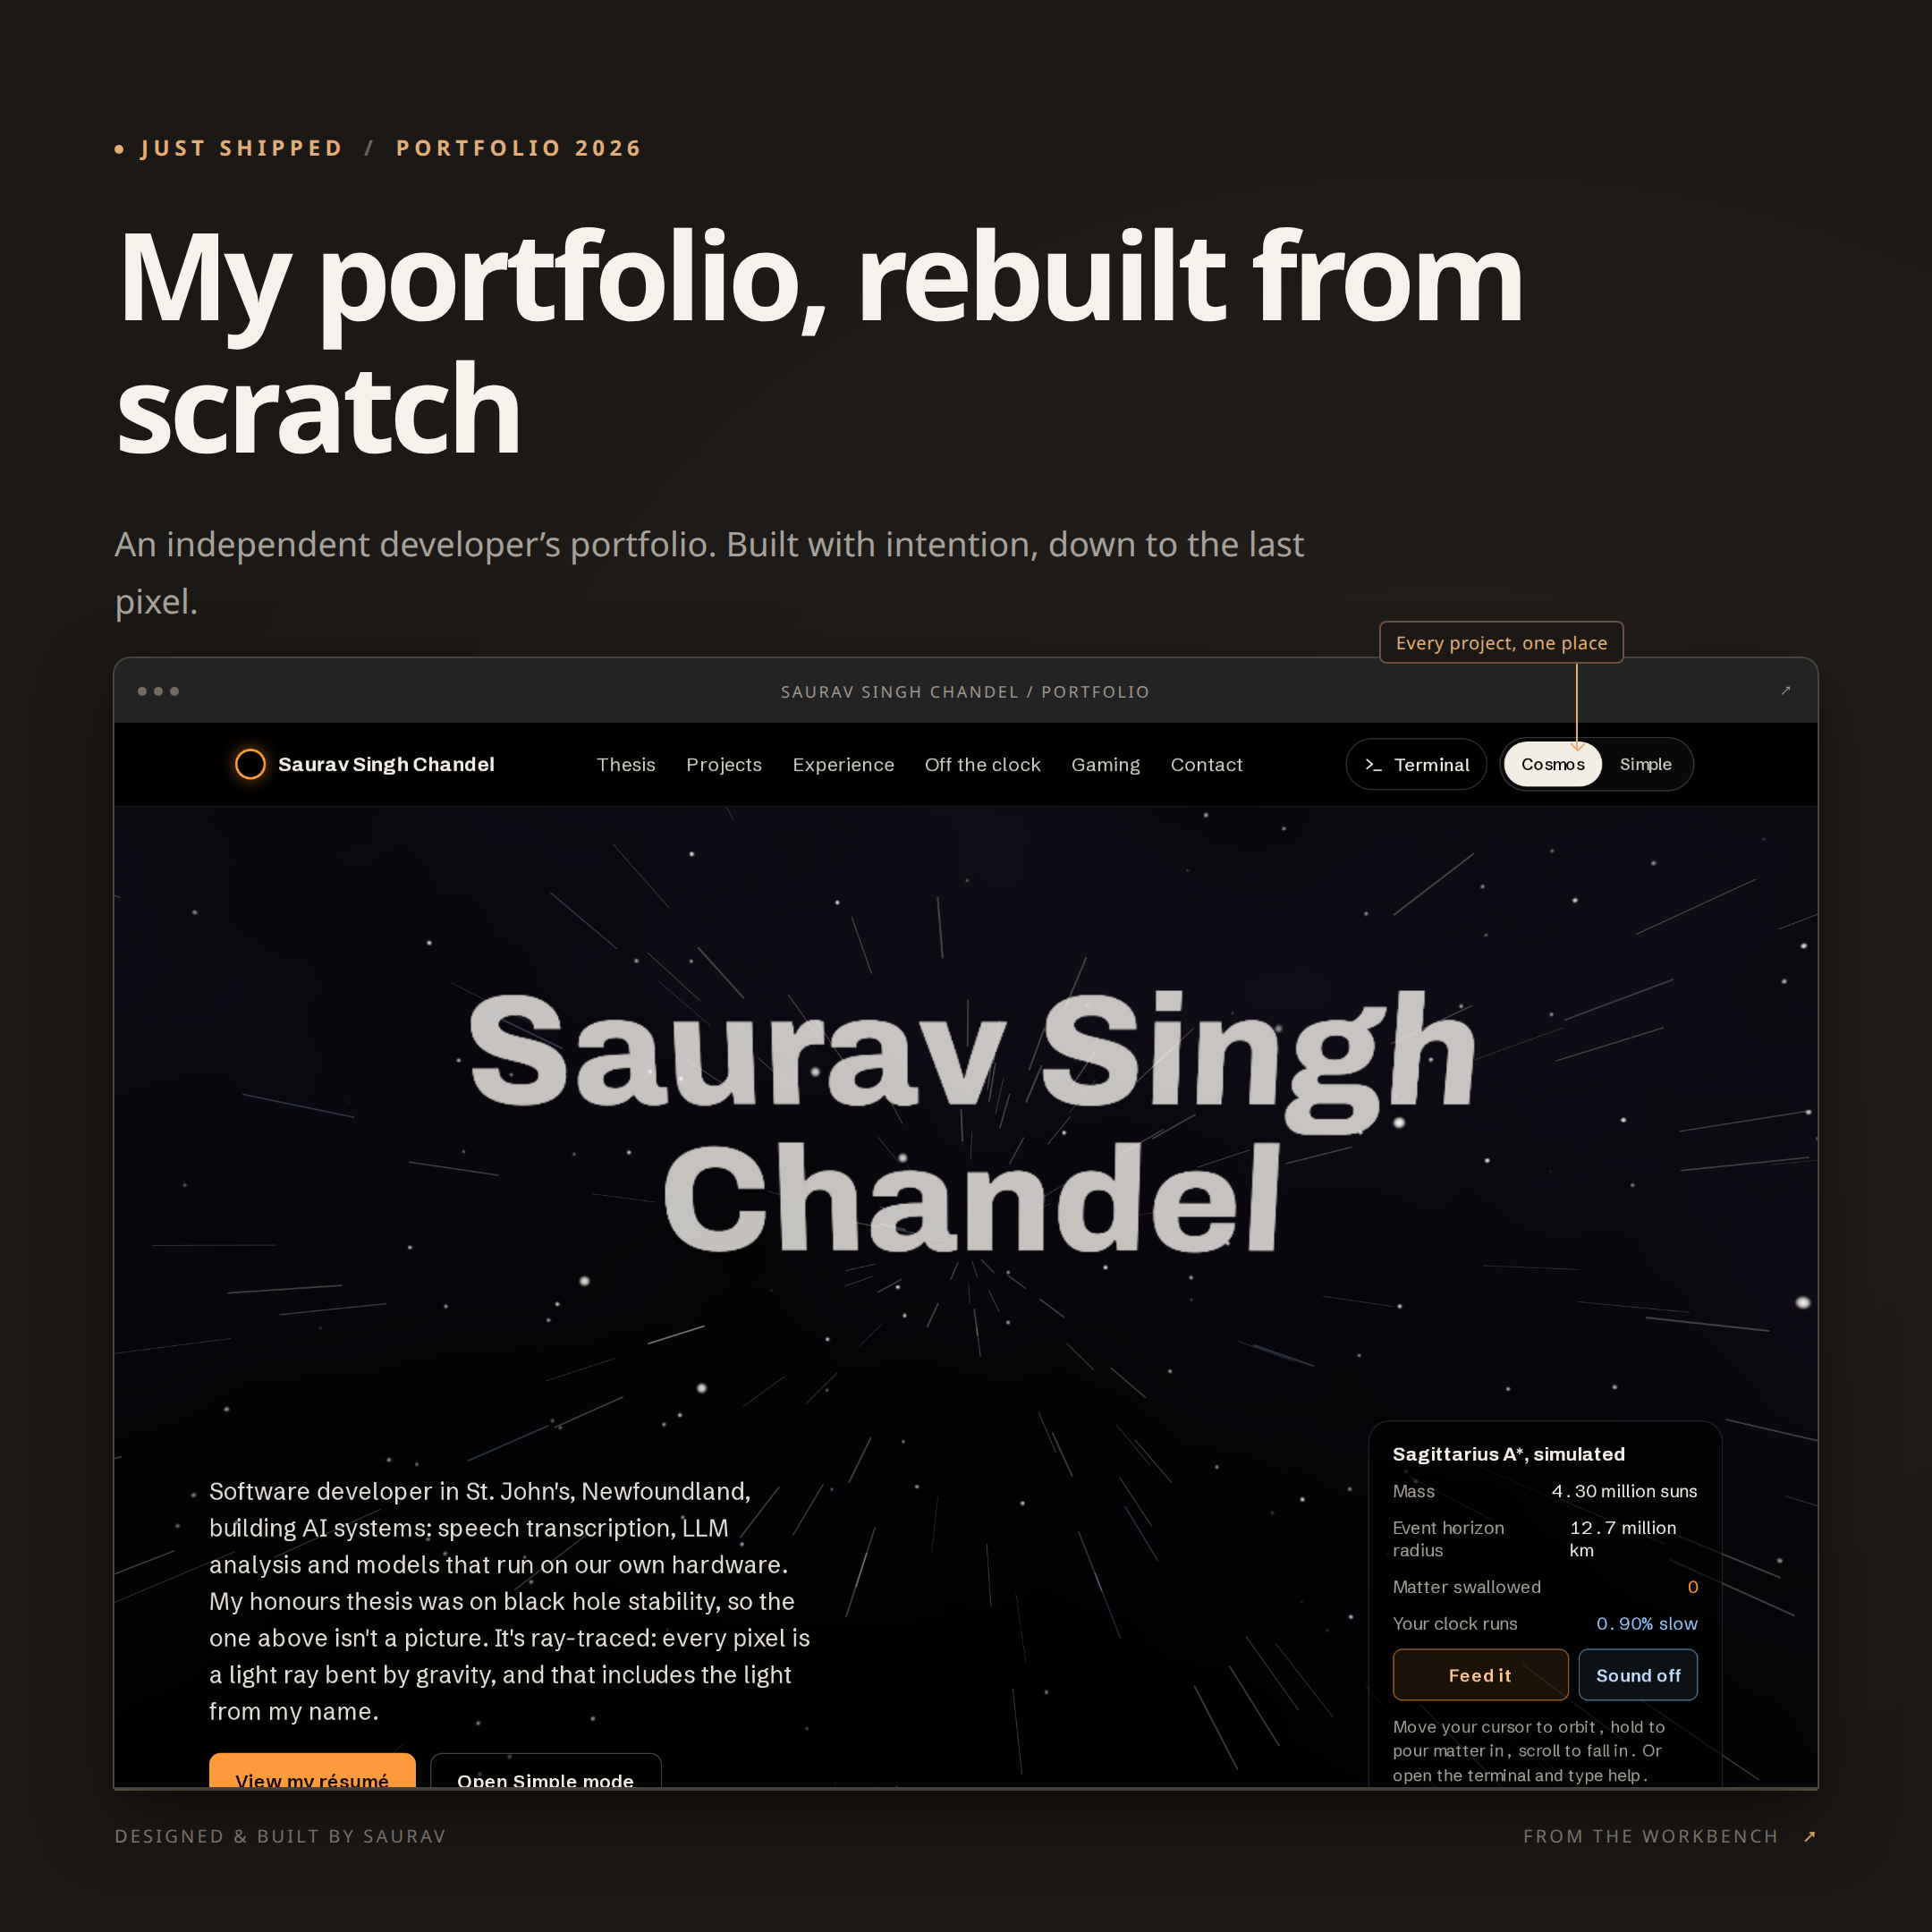 • JUST SHIPPED / PORTFOLIO 2026
My portfolio, rebuilt from
scratch
An independent developer’s portfolio. Built with intention, down to the last
pixel.
Every project, one place
SAURAV SINGH CHANDEL / PORTFOLIO ↗
Saurav Singh Chandel Thesis Projects Experience Off the clock Gaming Contact >_ Terminal Cosmos Simple
Saurav Singh
Chandel
Software developer in St. John's, Newfoundland,
building AI systems: speech transcription, LLM
analysis and models that run on our own hardware.
My honours thesis was on black hole stability, so the
one above isn't a picture. It's ray-traced: every pixel is
a light ray bent by gravity, and that includes the light
from my name.
View my résumé Open Simple mode
Sagittarius A*, simulated
Mass 4.30 million suns
Event horizon radius 12.7 million km
Matter swallowed 0
Your clock runs 0.90% slow
Feed it Sound off
Move your cursor to orbit, hold to
pour matter in, scroll to fall in. Or
open the terminal and type help.
DESIGNED & BUILT BY SAURAV FROM THE WORKBENCH ↗